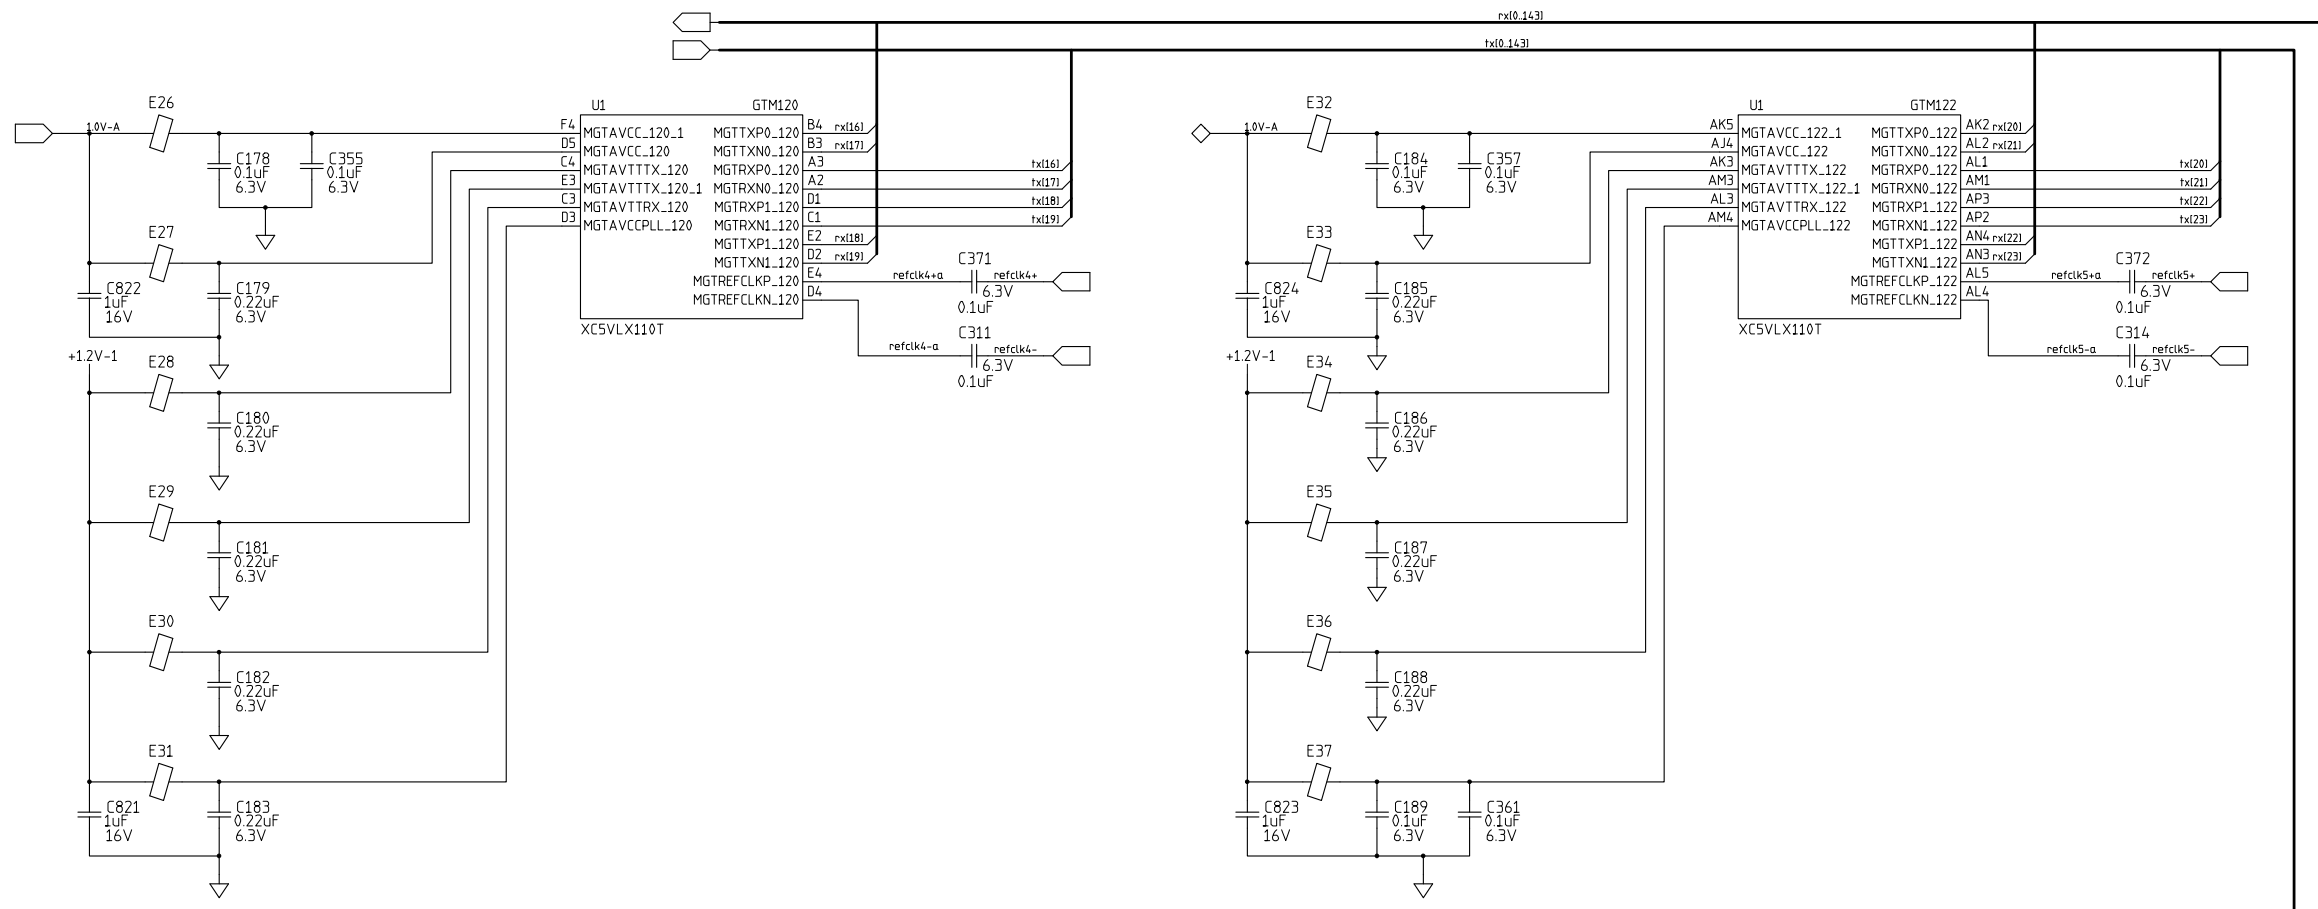 rx[0..143]
tx[0..143]
E26
1.0V-A
C178
0.1uF
6.3V
C355
0.1uF
6.3V
E27
C822
1uF
16V
C179
0.22uF
6.3V
+1.2V-1
E28
C180
0.22uF
6.3V
E29
C181
0.22uF
6.3V
E30
C182
0.22uF
6.3V
E31
C821
1uF
16V
C183
0.22uF
6.3V
U1
GTM120
F4
MGTAVCC_120_1
D5
MGTAVCC_120
C4
MGTAVTTTX_120
E3
MGTAVTTTX_120_1
C3
MGTAVTTRX_120
D3
MGTAVCCPLL_120
MGTTXP0_120
B4
rx[16]
MGTTXN0_120
B3
rx[17]
MGTRXP0_120
A3
tx[16]
MGTRXN0_120
A2
tx[17]
MGTRXP1_120
D1
tx[18]
MGTRXN1_120
C1
tx[19]
MGTTXP1_120
E2
rx[18]
MGTTXN1_120
D2
rx[19]
MGTREFCLKP_120
E4
MGTREFCLKN_120
D4
XC5VLX110T
refclk4+a
C371
6.3V
0.1uF
refclk4+
refclk4-a
C311
6.3V
0.1uF
refclk4-
E32
1.0V-A
C184
0.1uF
6.3V
C357
0.1uF
6.3V
E33
C824
1uF
16V
C185
0.22uF
6.3V
+1.2V-1
E34
C186
0.22uF
6.3V
E35
C187
0.22uF
6.3V
E36
C188
0.22uF
6.3V
E37
C823
1uF
16V
C189
0.1uF
6.3V
C361
0.1uF
6.3V
U1
GTM122
AK5
MGTAVCC_122_1
AJ4
MGTAVCC_122
AK3
MGTAVTTTX_122
AM3
MGTAVTTTX_122_1
AL3
MGTAVTTRX_122
AM4
MGTAVCCPLL_122
MGTTXP0_122
AK2
rx[20]
MGTTXN0_122
AL2
rx[21]
MGTRXP0_122
AL1
tx[20]
MGTRXN0_122
AM1
tx[21]
MGTRXP1_122
AP3
tx[22]
MGTRXN1_122
AP2
tx[23]
MGTTXP1_122
AN4
rx[22]
MGTTXN1_122
AN3
rx[23]
MGTREFCLKP_122
AL5
MGTREFCLKN_122
AL4
XC5VLX110T
refclk5+a
C372
6.3V
0.1uF
refclk5+
refclk5-a
C314
6.3V
0.1uF
refclk5-